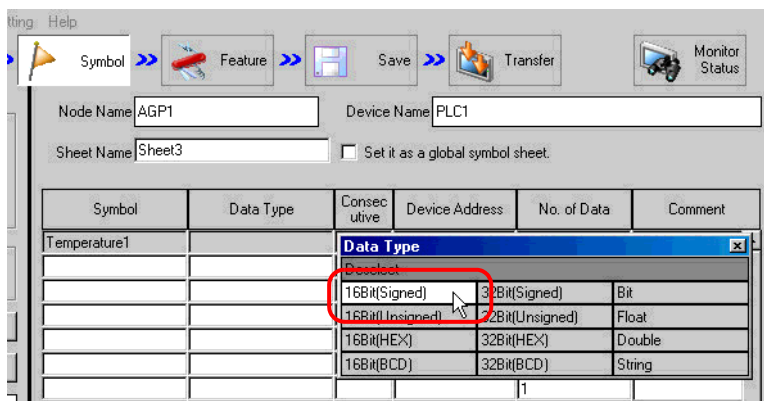 tting Help
Symbol Feature Save Transfer Monitor Status
Node Name AGP1 Device Name PLC1
Sheet Name Sheet3 Set it as a global symbol sheet.
Symbol Data Type Consecutive Device Address No. of Data Comment
Temperature1
Data Type
Deselect
16Bit(Signed) 32Bit(Signed) Bit
16Bit(Unsigned) 32Bit(Unsigned) Float
16Bit(HEX) 32Bit(HEX) Double
16Bit(BCD) 32Bit(BCD) String
1